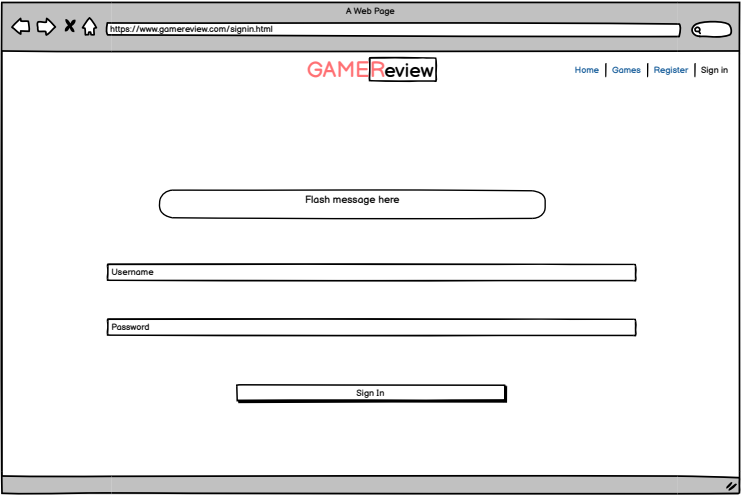 A Web Page
https://www.gamereview.com/signin.html
GAMEReview
Home | Games | Register | Sign in
Flash message here
Username
Password
Sign In